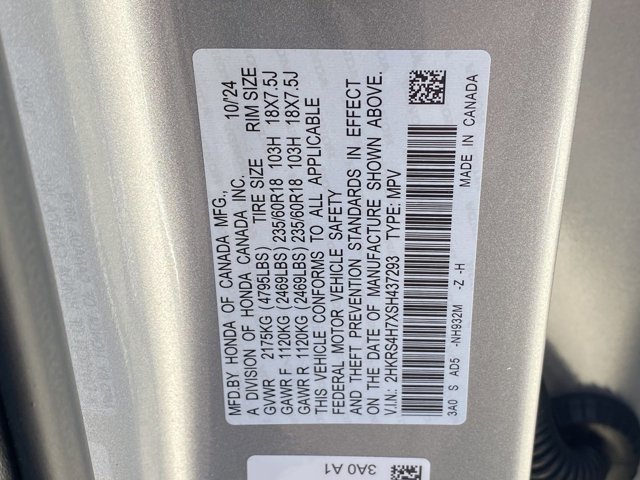 MFD.BY HONDA OF CANADA MFG., 10/24
A DIVISION OF HONDA CANADA INC.
TIRE SIZE RIM SIZE
GVWR 2175KG (4795LBS)
GAWR F 1120KG (2469LBS) 235/60R18 103H 18X7.5J
GAWR R 1120KG (2469LBS) 235/60R18 103H 18X7.5J
THIS VEHICLE CONFORMS TO ALL APPLICABLE
FEDERAL MOTOR VEHICLE SAFETY
AND THEFT PREVENTION STANDARDS IN EFFECT
ON THE DATE OF MANUFACTURE SHOWN ABOVE.
V.I.N.: 2HKRS4H7XSH437293 TYPE: MPV
3A0 S AD5 -NH932M -Z -H MADE IN CANADA
3A0 A1